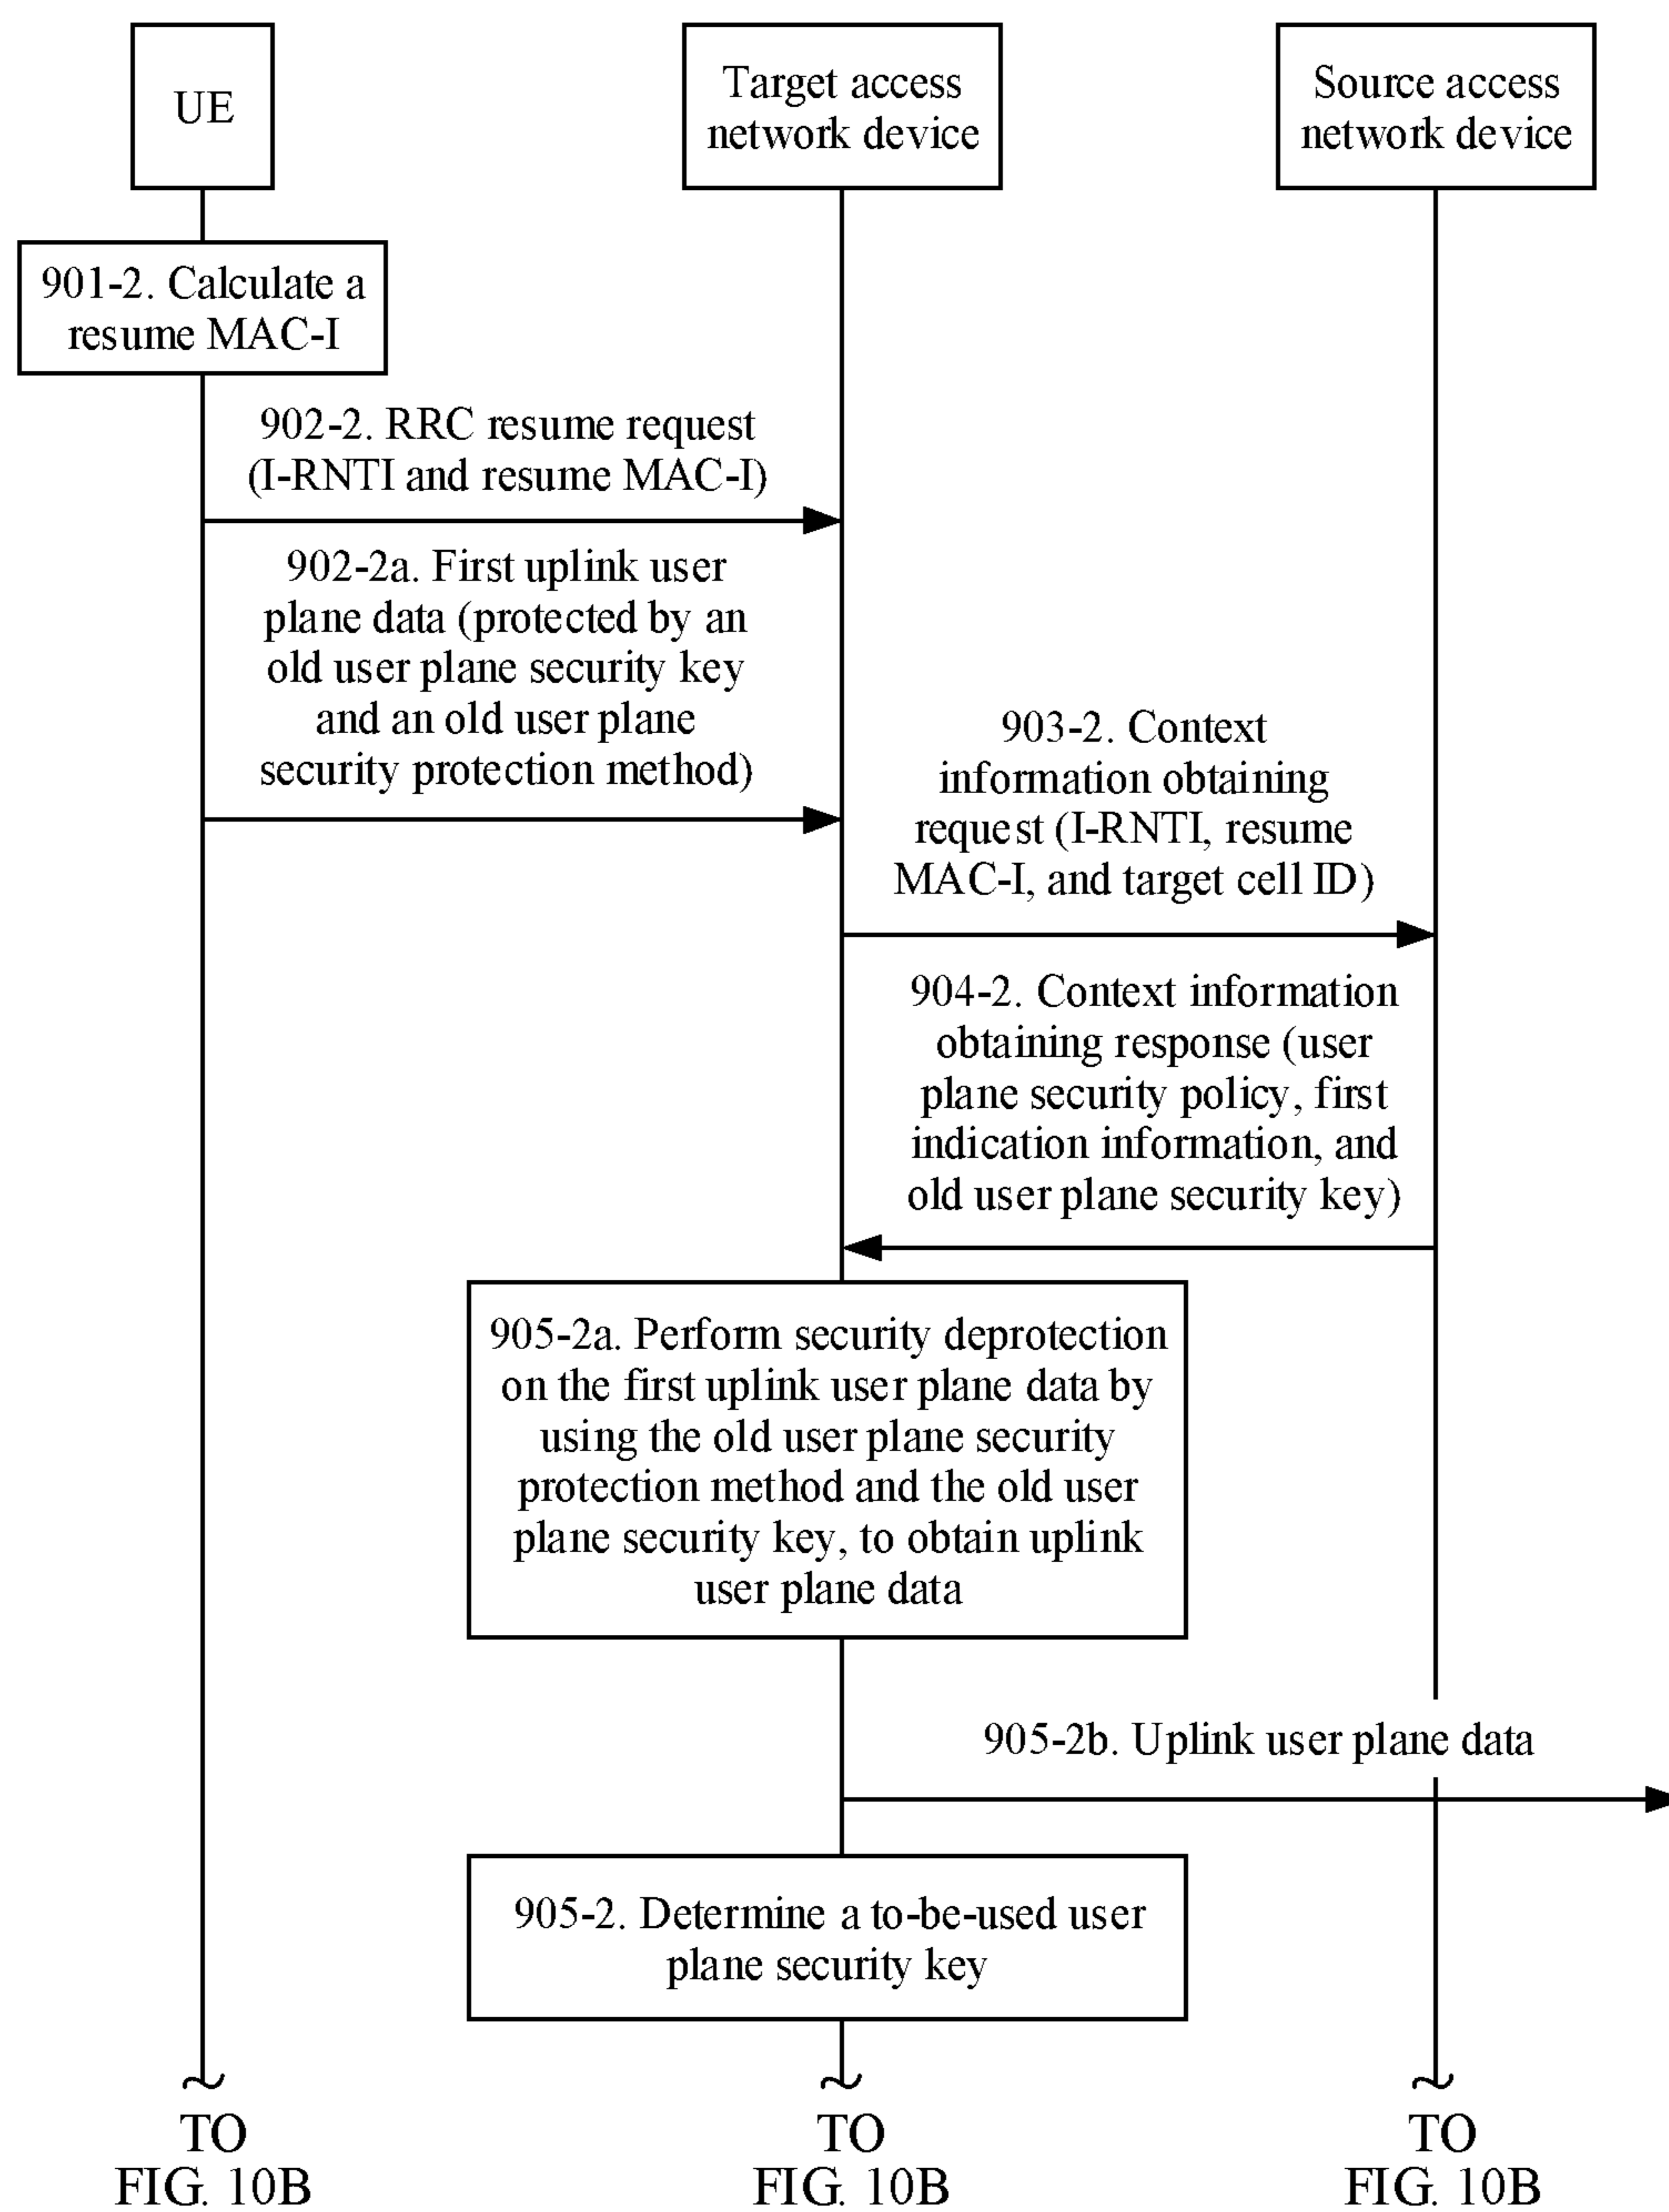 UE
Target access
network device
Source access
network device
901-2. Calculate a
resume MAC-I
902-2. RRC resume request
(I-RNTI and resume MAC-I)
902-2a. First uplink user
plane data (protected by an
old user plane security key
and an old user plane
security protection method)
903-2. Context
information obtaining
request (I-RNTI, resume
MAC-I, and target cell ID)
904-2. Context information
obtaining response (user
plane security policy, first
indication information, and
old user plane security key)
905-2a. Perform security deprotection
on the first uplink user plane data by
using the old user plane security
protection method and the old user
plane security key, to obtain uplink
user plane data
905-2b. Uplink user plane data
905-2. Determine a to-be-used user
plane security key
TO
FIG. 10B
TO
FIG. 10B
TO
FIG. 10B